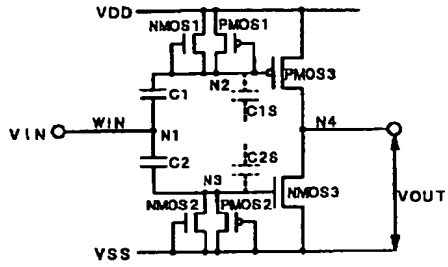 VDD
NMOS1 PMOS1
N2 PMOS3
C1 C1S
VIN WIN N1 N4
C2 C2S
N3 NMOS3
VOUT
NMOS2 PMOS2
VSS